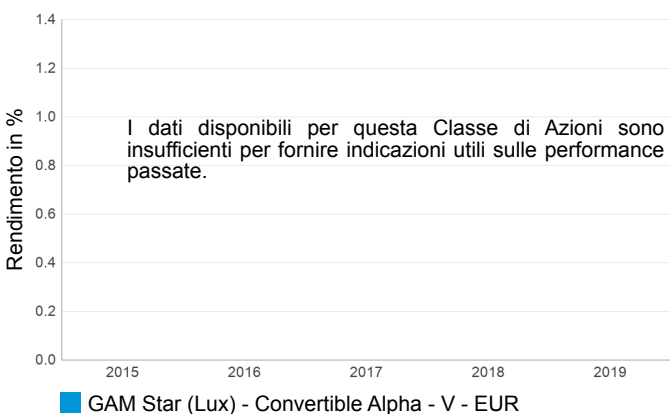 1.4
1.2
1.0
0.8
0.6
0.4
0.2
0.0
Rendimento in %
I dati disponibili per questa Classe di Azioni sono
insufficienti per fornire indicazioni utili sulle performance
passate.
2015 2016 2017 2018 2019
GAM Star (Lux) - Convertible Alpha - V - EUR